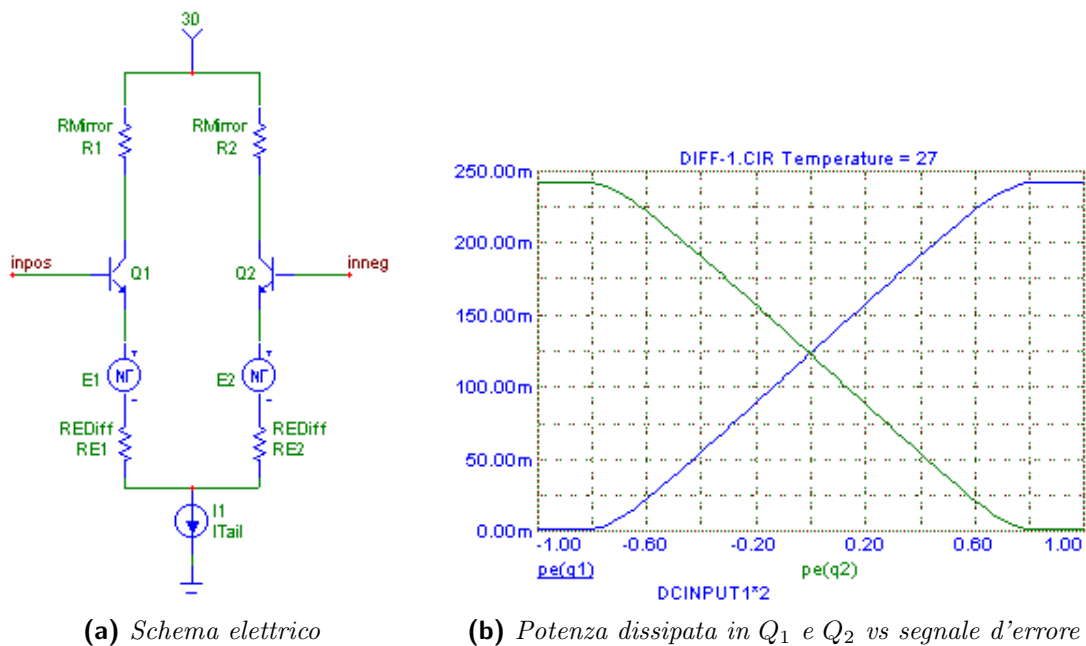 30
RMirror
R1
RMirror
R2
inpos
Q1
Q2
inneg
E1
NF
E2
NF
REDiff
RE1
REDiff
RE2
I1
ITail
(a) Schema elettrico
DIFF-1.CIR Temperature = 27
250.00m
200.00m
150.00m
100.00m
50.00m
0.00m
-1.00 -0.60 -0.20 0.20 0.60 1.00
pe(q1) pe(q2)
DCINPUT1*2
(b) Potenza dissipata in Q1 e Q2 vs segnale d'errore